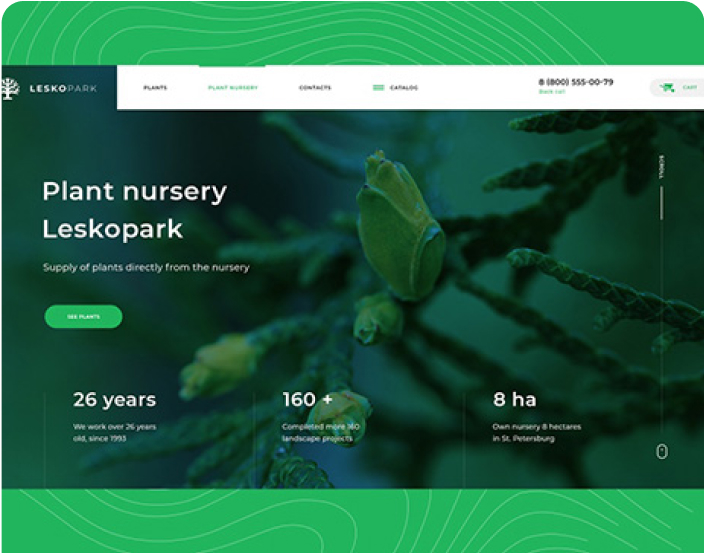 LESKOPARK
PLANTS
PLANT NURSERY
CONTACTS
CATALOG
8 (800) 555-00-79
CART
SCROLL
Plant nursery
Leskopark
Supply of plants directly from the nursery
SEE PLANTS
26 years
We work over 26 years
old, since 1993
160 +
Completed more 160
landscape projects
8 ha
Own nursery 8 hectares
in St. Petersburg